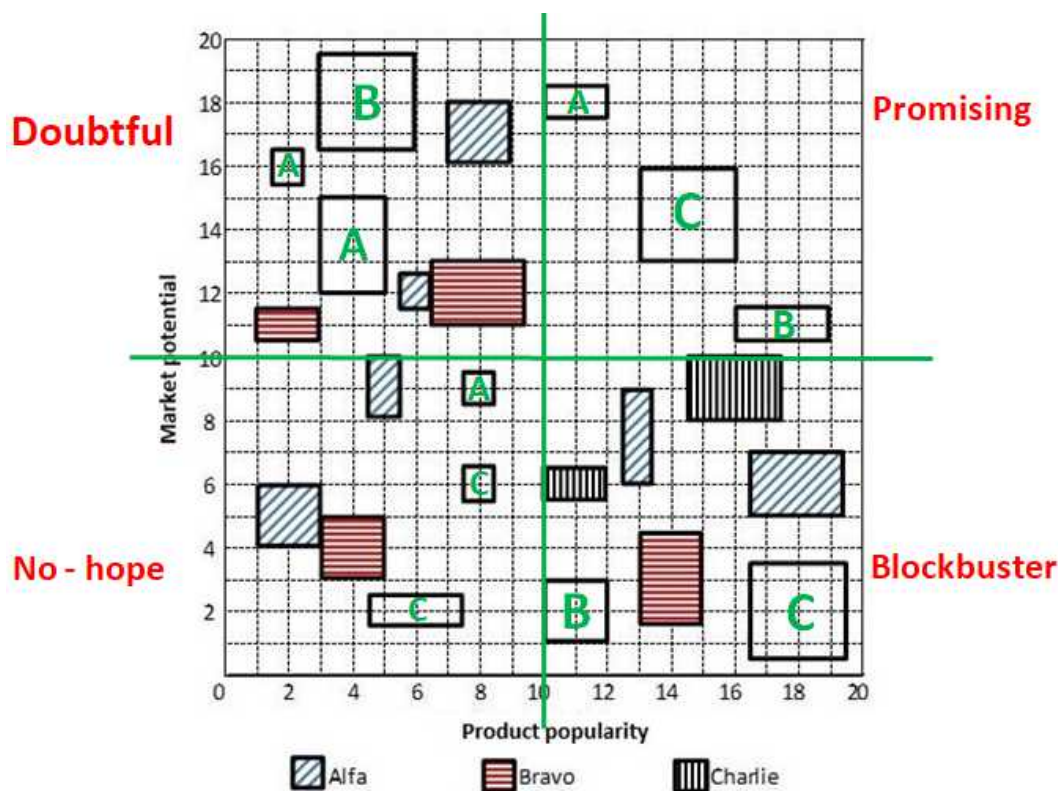 20
B
A
Promising
Doubtful
18
16
A
C
14
A
12
B
Market potential
10
A
8
C
6
No - hope
4
Blockbuster
B
C
C
2
0 2 4 6 8 10 12 14 16 18 20
Product popularity
Alfa Bravo Charlie